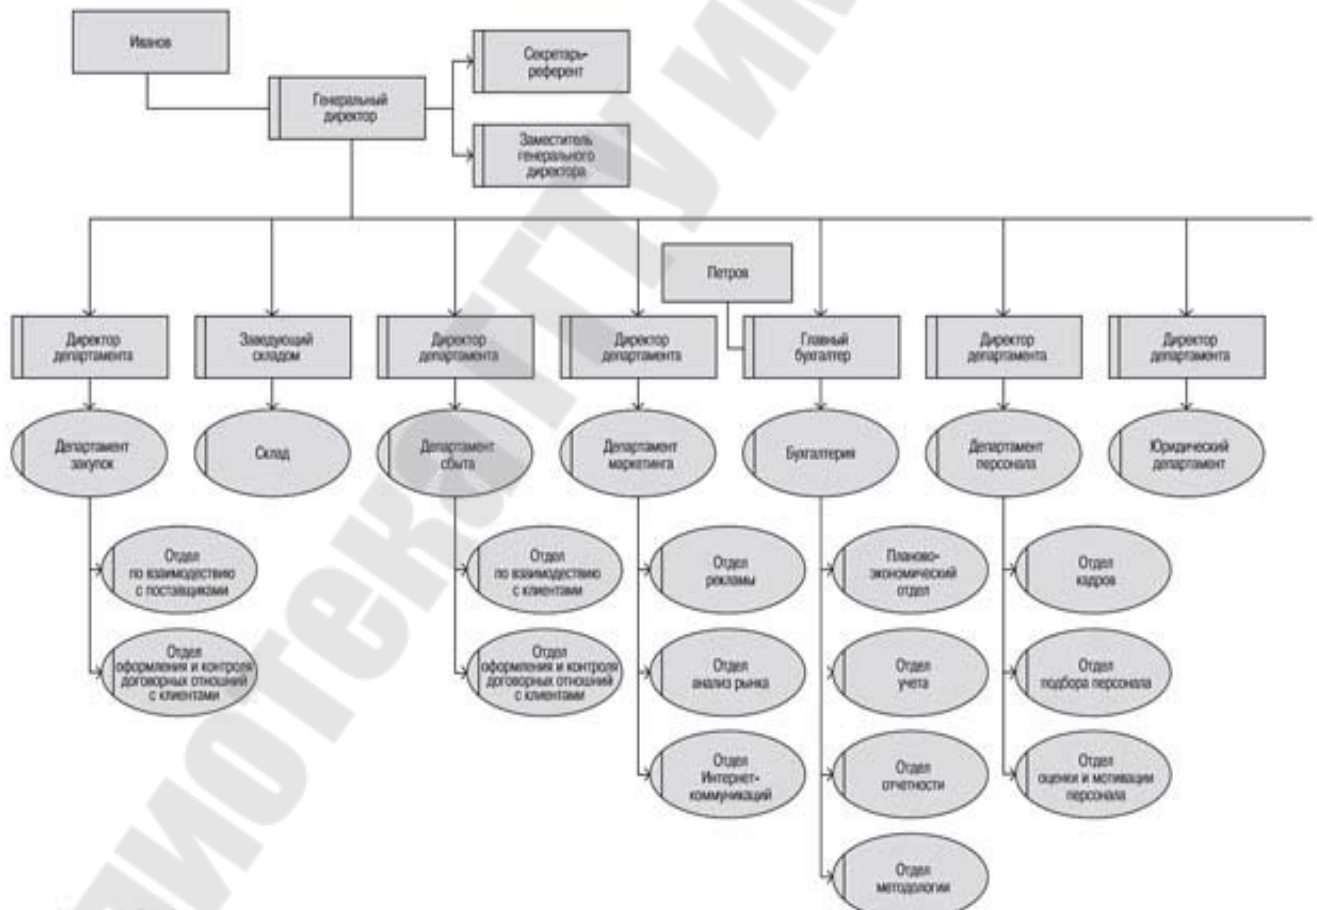 Иванов
Секретарь-
референт
Генеральный
директор
Заместитель
генерального
директора
Петров
Директор
департамента
Заведующий
складом
Директор
департамента
Директор
департамента
Главный
бухгалтер
Директор
департамента
Директор
департамента
Департамент
закупок
Склад
Департамент
сбыта
Департамент
маркетинга
Бухгалтерия
Департамент
персонала
Юридический
департамент
Отдел
по взаимодествию
с поставщиками
Отдел
по взаимодествию
с клиентами
Отдел
рекламы
Планово-
экономический
отдел
Отдел
кадров
Отдел
оформления и контроля
договорных отношний
с клиентами
Отдел
оформления и контроля
договорных отношний
с клиентами
Отдел
анализ рынка
Отдел
учета
Отдел
подбора персонала
Отдел
Интернет-
коммуникаций
Отдел
отчетности
Отдел
оценки и мотивации
персонала
Отдел
методологии